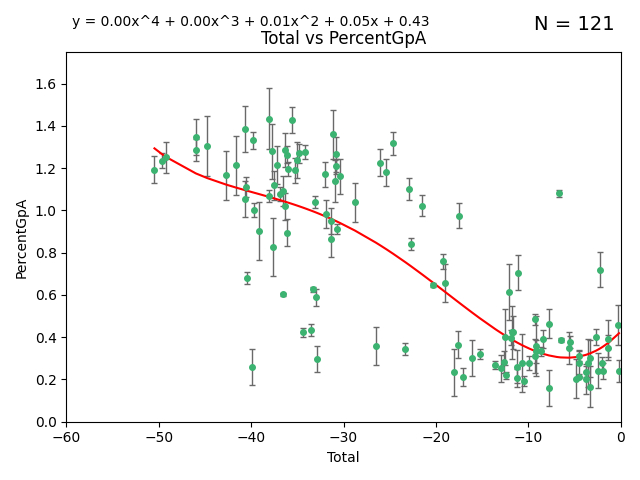 y = 0.00x^4 + 0.00x^3 + 0.01x^2 + 0.05x + 0.43
N = 121
Total vs PercentGpA
PercentGpA
1.6
1.4
1.2
1.0
0.8
0.6
0.4
0.2
0.0
−60 −50 −40 −30 −20 −10 0
Total